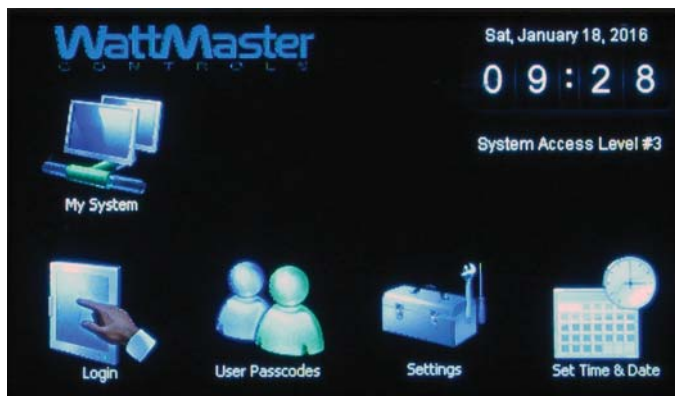 WattMaster
CONTROLS
Sat, January 18, 2016
09:28
System Access Level #3
My System
Login
User Passcodes
Settings
Set Time & Date